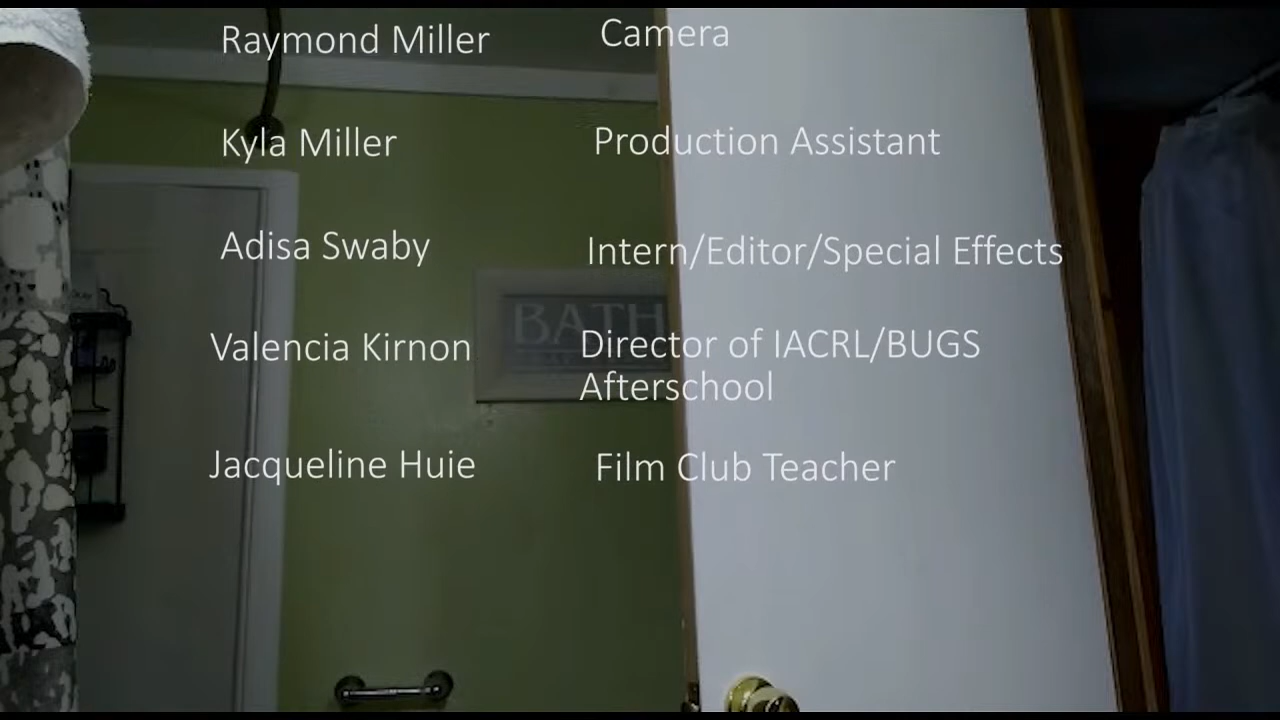 Raymond Miller Camera
Kyla Miller Production Assistant
Adisa Swaby Intern/Editor/Special Effects
BATH
Valencia Kirnon Director of IACRL/BUGS
Afterschool
Jacqueline Huie Film Club Teacher